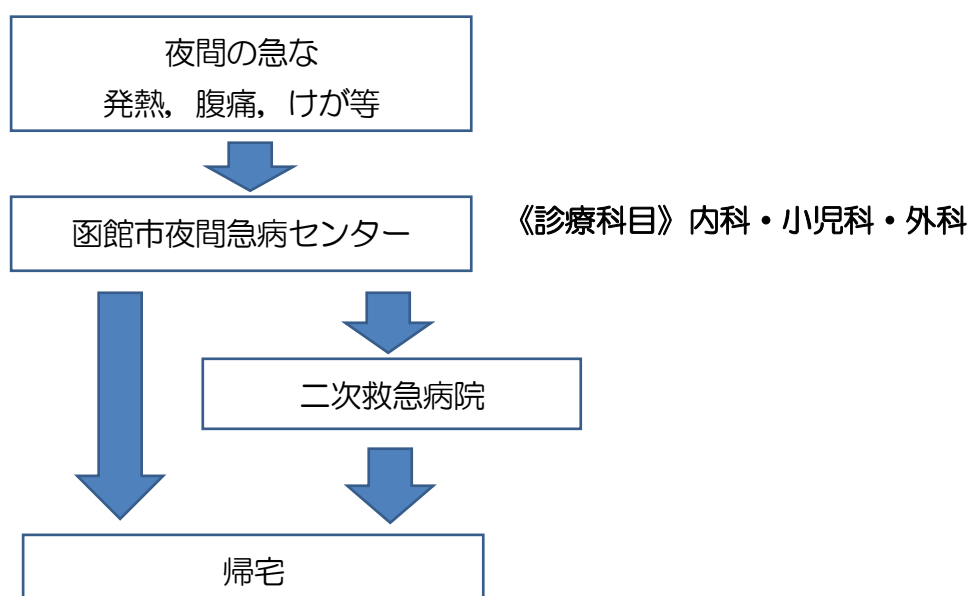 夜間の急な
発熱，腹痛，けが等
函館市夜間急病センター
《診療科目》内科・小児科・外科
二次救急病院
帰宅